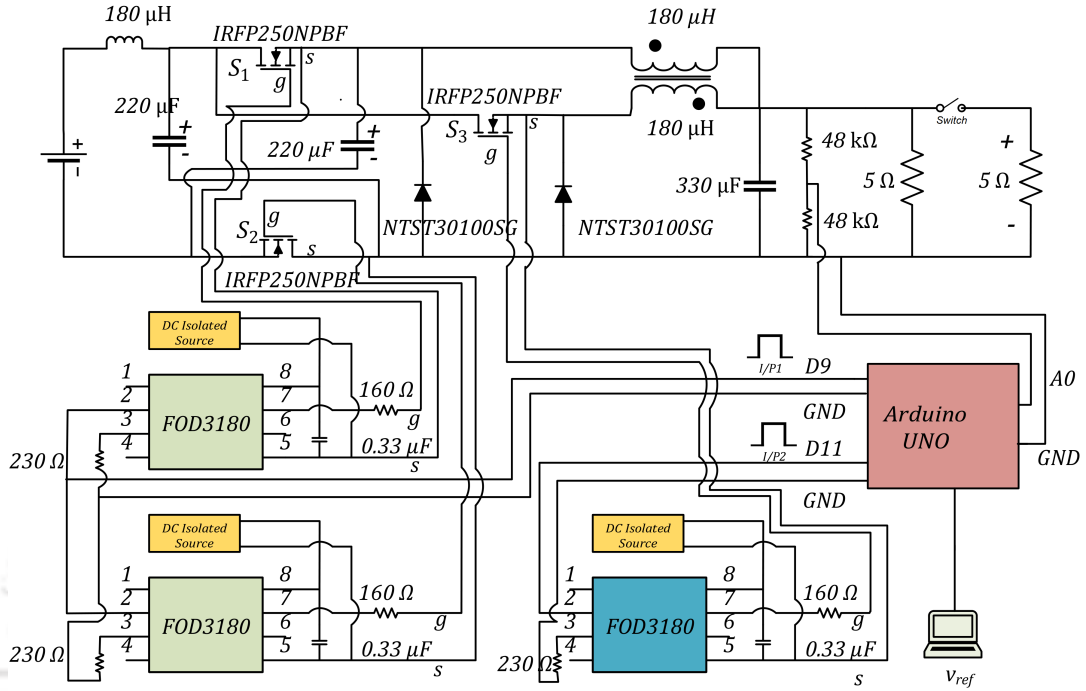 180 μH
180 μH
IRFP250NPBF
S1
s
g
220 μF
+
-
IRFP250NPBF
S3
s
g
180 μH
220 μF
+
-
+
-
330 μF
48 kΩ
48 kΩ
5 Ω
Switch
+
5 Ω
-
NTST30100SG
NTST30100SG
S2
g
s
IRFP250NPBF
DC Isolated
Source
1
2
3
4
FOD3180
8
7
6
5
160 Ω
g
0.33 μF
s
230 Ω
I/P1
D9
GND
I/P2
D11
GND
Arduino
UNO
A0
GND
DC Isolated
Source
1
2
3
4
FOD3180
8
7
6
5
160 Ω
g
0.33 μF
s
230 Ω
DC Isolated
Source
1
2
3
4
FOD3180
8
7
6
5
160 Ω
g
0.33 μF
s
230 Ω
vref